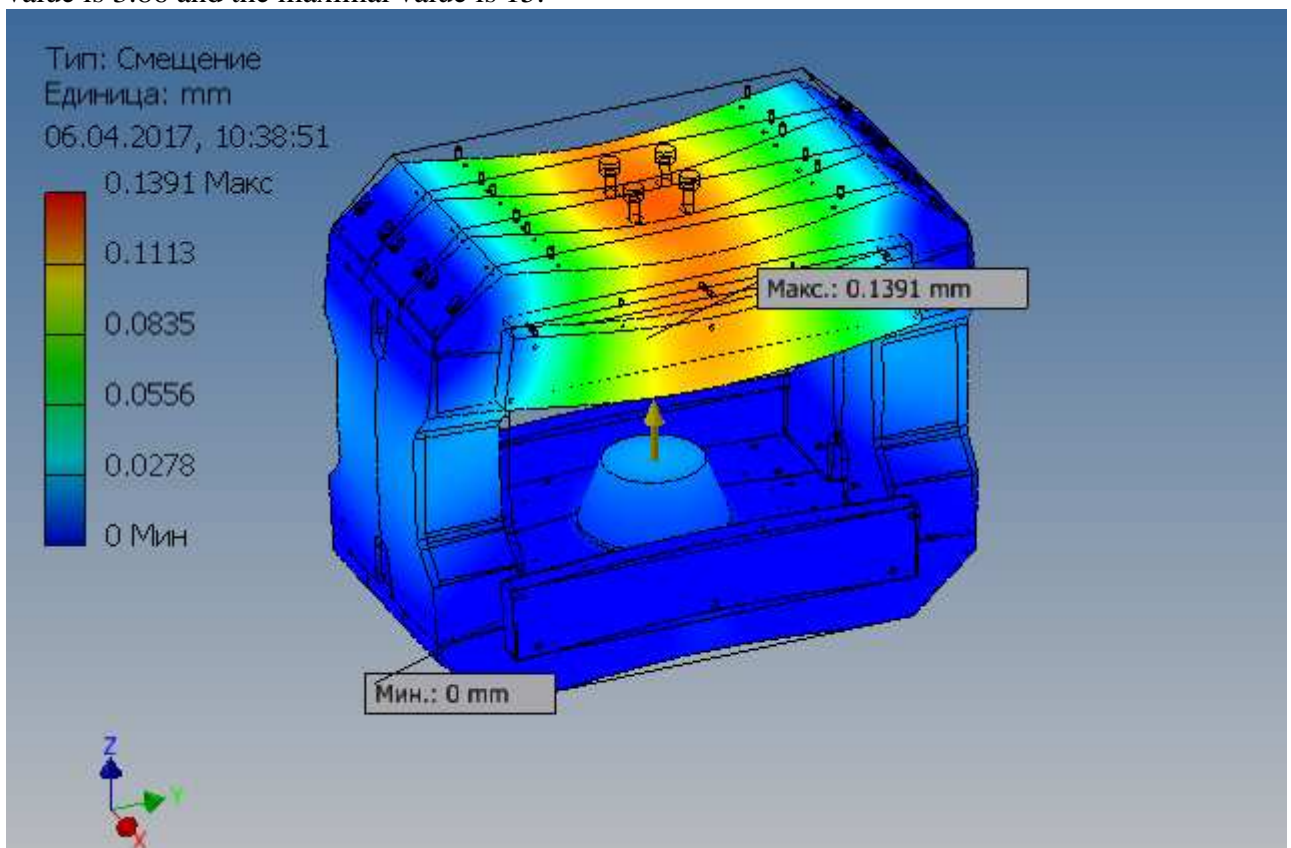 value is 3.86 and the maximal value is 15.
Тип: Смещение
Единица: mm
06.04.2017, 10:38:51
0.1391 Макс
0.1113
0.0835
0.0556
0.0278
0 Мин
Макс.: 0.1391 mm
Мин.: 0 mm
Z
Y
X